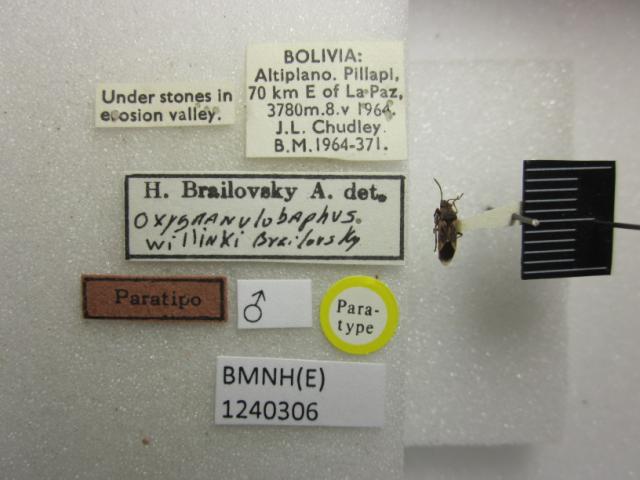 BOLIVIA:
Altiplano. Pillapi,
70 km E of La Paz,
3780m.8.v 1964.
J.L. Chudley
B.M.1964-371.
Under stones in
erosion valley.
H. Brailovsky A. det.
Oxygranulobaphus.
willinki Brailovsky
Paratipo
♂
Para-
type
BMNH(E)
1240306